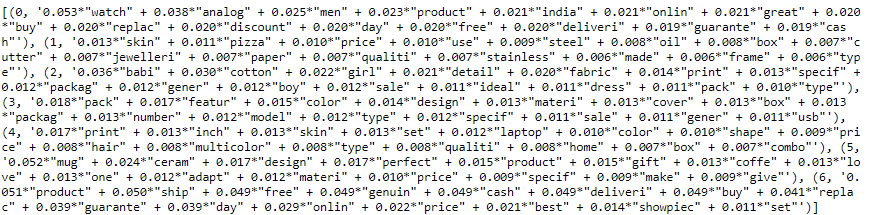 [(0, '0.053*"watch" + 0.038*"analog" + 0.025*"men" + 0.023*"product" + 0.021*"india" + 0.021*"onlin" + 0.021*"great" + 0.020
*"buy" + 0.020*"replac" + 0.020*"discount" + 0.020*"day" + 0.020*"free" + 0.020*"deliveri" + 0.019*"guarante" + 0.019*"cas
h"'), (1, '0.013*"skin" + 0.011*"pizza" + 0.010*"price" + 0.010*"use" + 0.009*"steel" + 0.008*"oil" + 0.008*"box" + 0.007*"c
utter" + 0.007*"jewelleri" + 0.007*"paper" + 0.007*"qualiti" + 0.007*"stainless" + 0.006*"made" + 0.006*"frame" + 0.006*"typ
e"'), (2, '0.036*"babi" + 0.030*"cotton" + 0.022*"girl" + 0.021*"detail" + 0.020*"fabric" + 0.014*"print" + 0.013*"specif" +
0.012*"packag" + 0.012*"gener" + 0.012*"boy" + 0.012*"sale" + 0.011*"ideal" + 0.011*"dress" + 0.011*"pack" + 0.010*"type"'),
(3, '0.018*"pack" + 0.017*"featur" + 0.015*"color" + 0.014*"design" + 0.013*"materi" + 0.013*"cover" + 0.013*"box" + 0.013
*"packag" + 0.013*"number" + 0.012*"model" + 0.012*"type" + 0.012*"specif" + 0.011*"sale" + 0.011*"gener" + 0.011*"usb"'),
(4, '0.017*"print" + 0.013*"inch" + 0.013*"skin" + 0.013*"set" + 0.012*"laptop" + 0.010*"color" + 0.010*"shape" + 0.009*"pri
ce" + 0.008*"hair" + 0.008*"multicolor" + 0.008*"type" + 0.008*"qualiti" + 0.008*"home" + 0.007*"box" + 0.007*"combo"'), (5,
'0.052*"mug" + 0.024*"ceram" + 0.017*"design" + 0.017*"perfect" + 0.015*"product" + 0.015*"gift" + 0.013*"coffe" + 0.013*"lo
ve" + 0.013*"one" + 0.012*"adapt" + 0.012*"materi" + 0.010*"price" + 0.009*"specif" + 0.009*"make" + 0.009*"give"'), (6, '0.
051*"product" + 0.050*"ship" + 0.049*"free" + 0.049*"genuin" + 0.049*"cash" + 0.049*"deliveri" + 0.049*"buy" + 0.041*"repla
c" + 0.039*"guarante" + 0.039*"day" + 0.029*"onlin" + 0.022*"price" + 0.021*"best" + 0.014*"showpiec" + 0.011*"set"')]